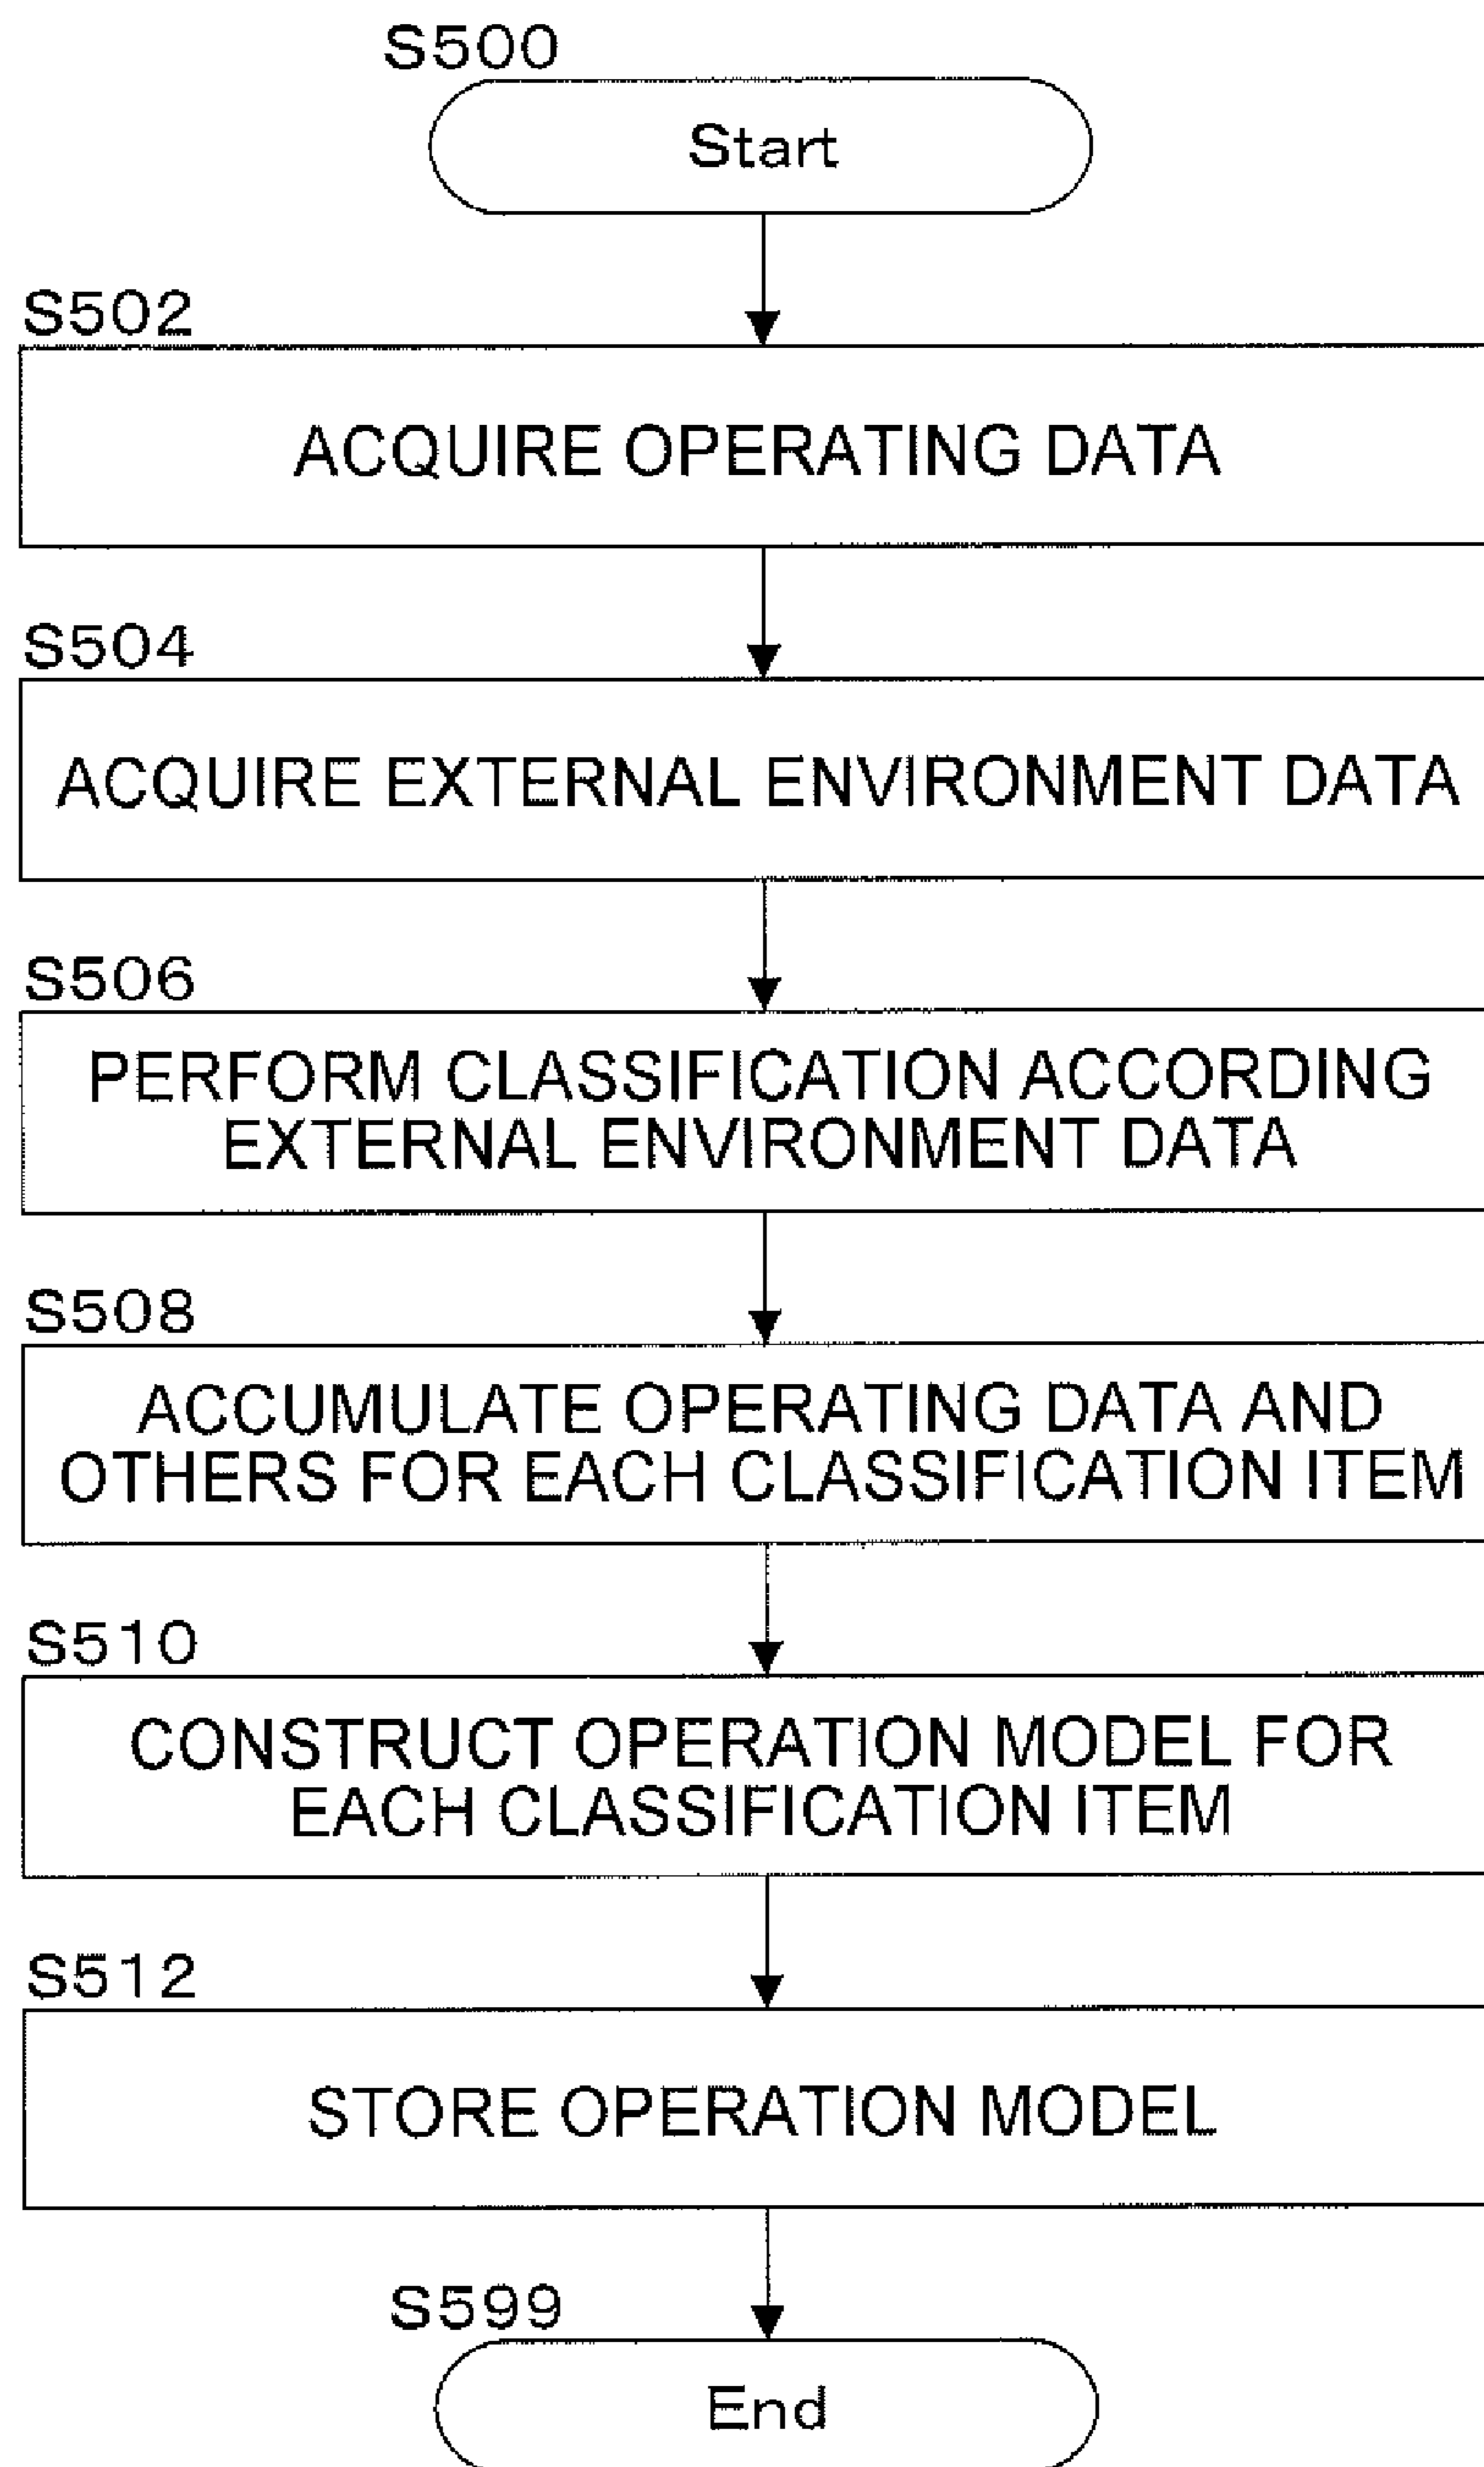 S500
Start
S502
ACQUIRE OPERATING DATA
S504
ACQUIRE EXTERNAL ENVIRONMENT DATA
S506
PERFORM CLASSIFICATION ACCORDING
EXTERNAL ENVIRONMENT DATA
S508
ACCUMULATE OPERATING DATA AND
OTHERS FOR EACH CLASSIFICATION ITEM
S510
CONSTRUCT OPERATION MODEL FOR
EACH CLASSIFICATION ITEM
S512
STORE OPERATION MODEL
S599
End